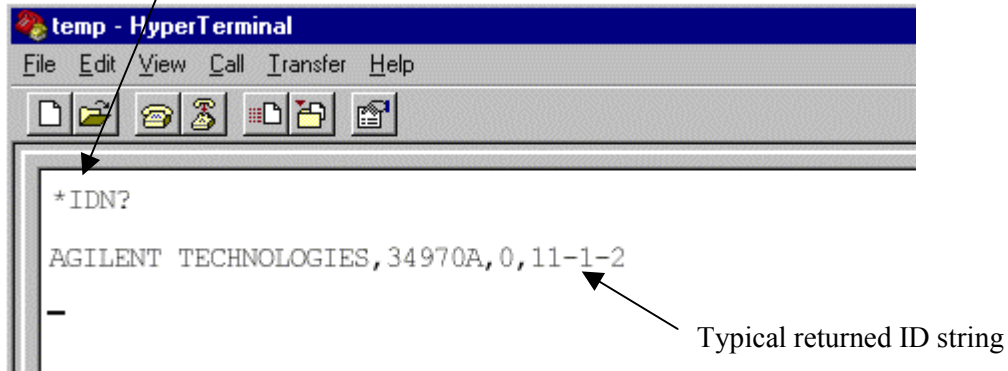 temp - HyperTerminal
File Edit View Call Transfer Help
*IDN?
AGILENT TECHNOLOGIES,34970A,0,11-1-2
Typical returned ID string